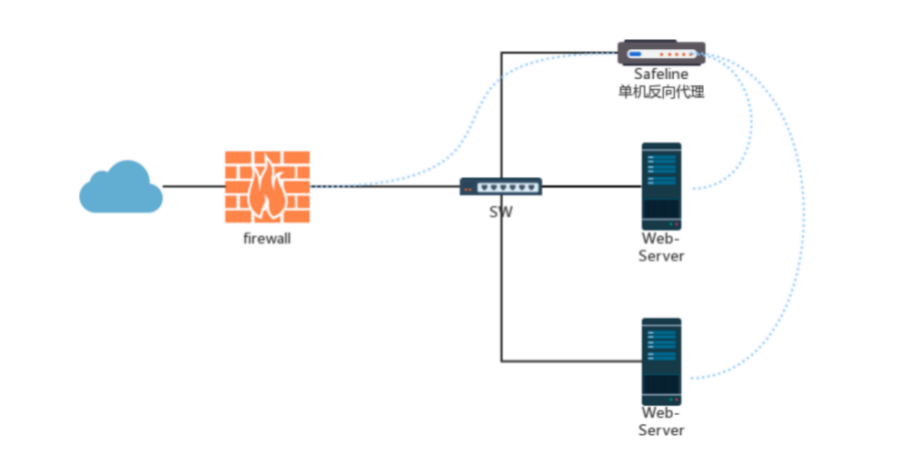 Safeline
单机反向代理
firewall
SW
Web-
Server
Web-
Server